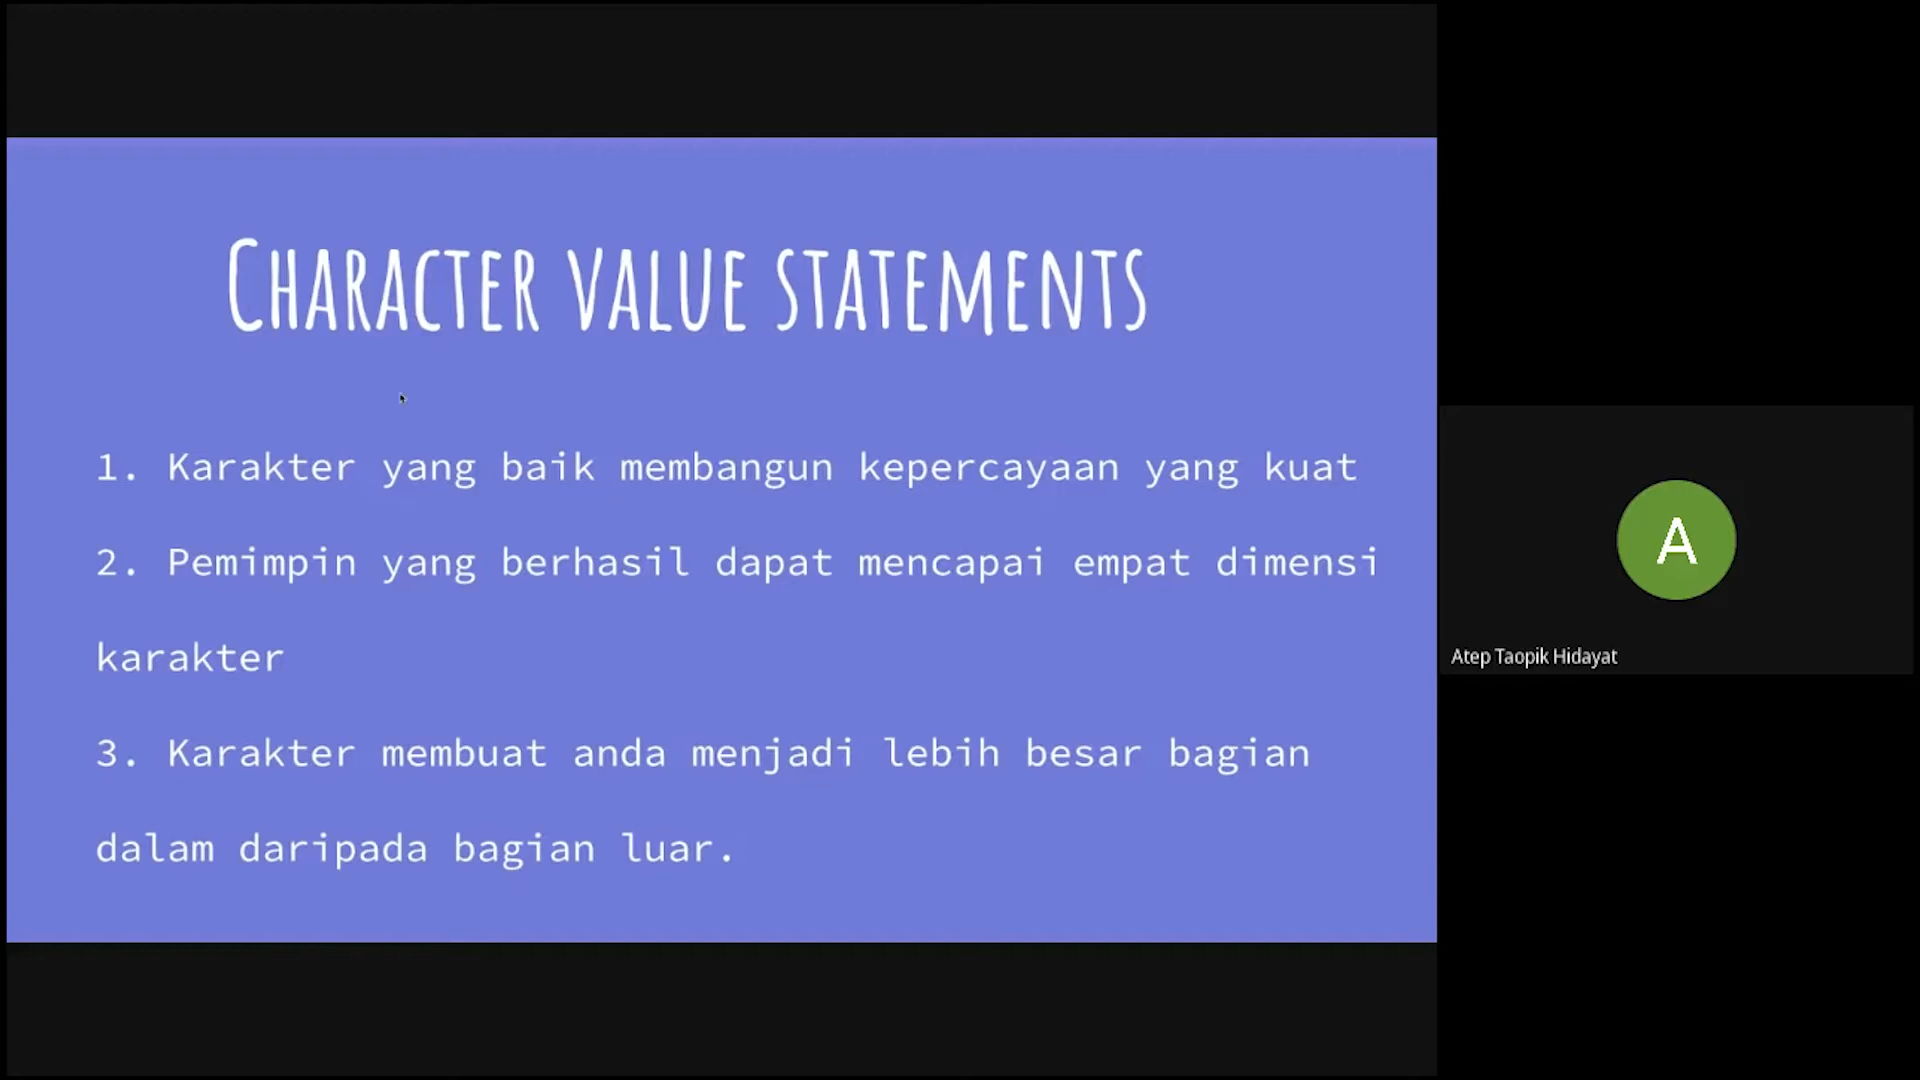 CHARACTER VALUE STATEMENTS
1. Karakter yang baik membangun kepercayaan yang kuat
2. Pemimpin yang berhasil dapat mencapai empat dimensi
karakter
3. Karakter membuat anda menjadi lebih besar bagian
dalam daripada bagian luar.
A
Atep Taopik Hidayat